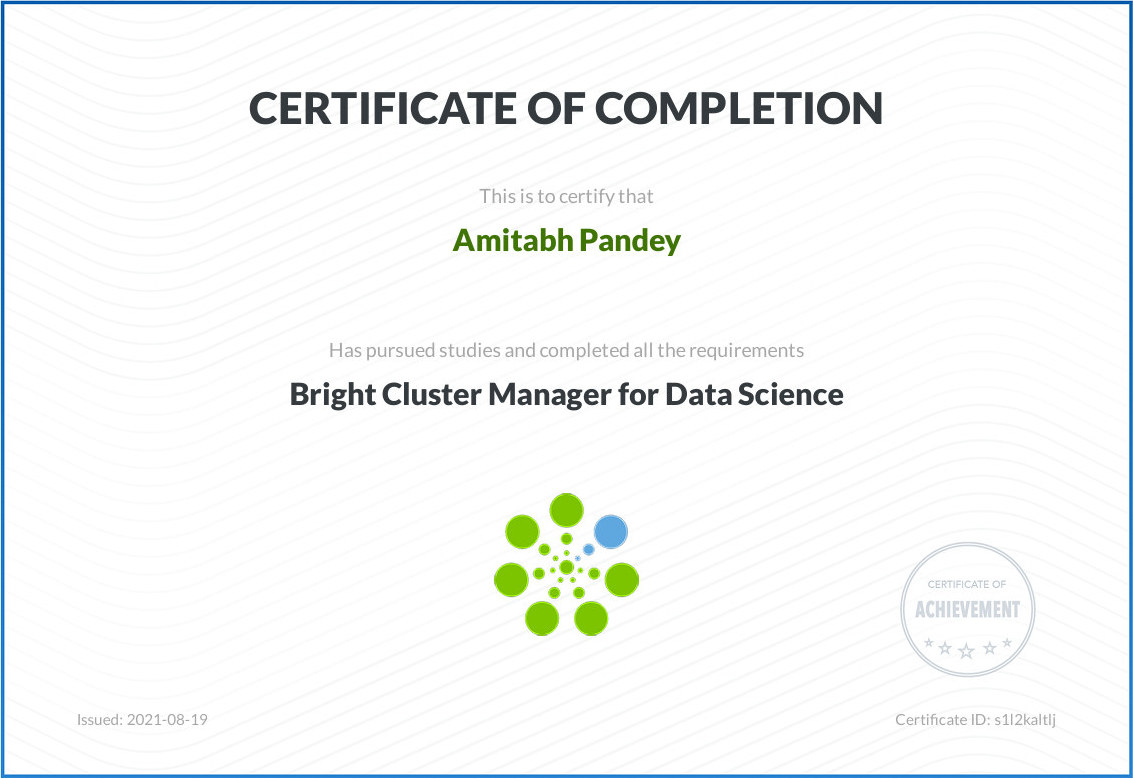 CERTIFICATE OF COMPLETION
This is to certify that
Amitabh Pandey
Has pursued studies and completed all the requirements
Bright Cluster Manager for Data Science
CERTIFICATE OF
ACHIEVEMENT
Issued: 2021-08-19
Certificate ID: s1l2kaltlj